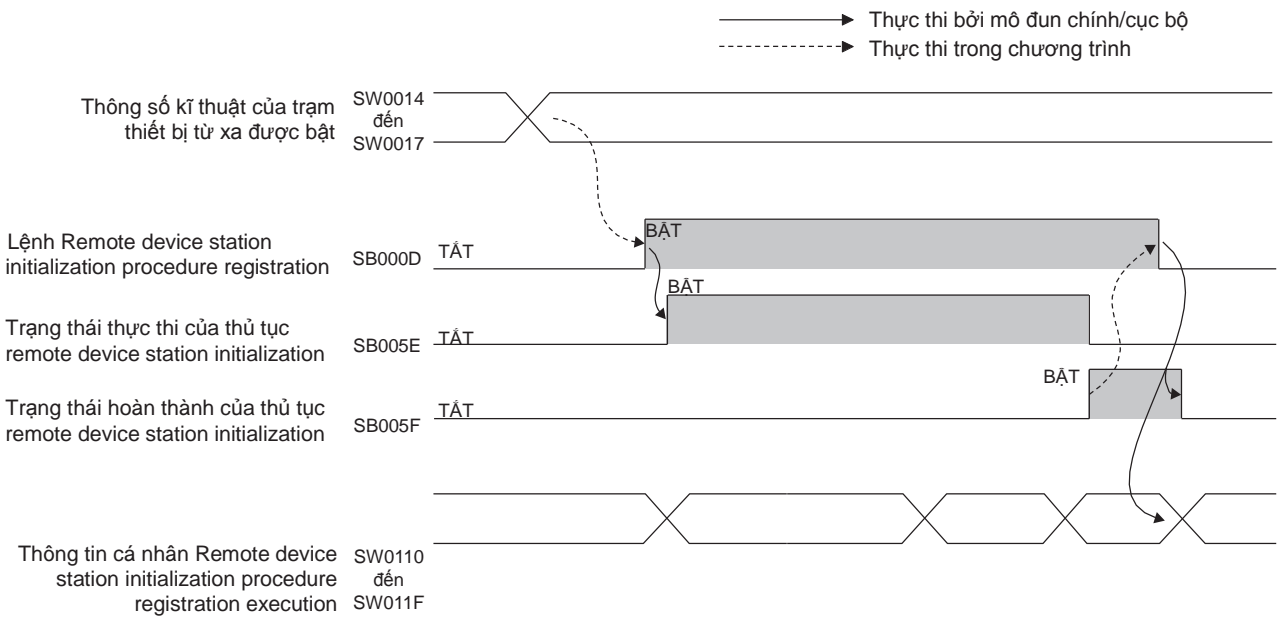 Thực thi bởi mô đun chính/cục bộ
Thực thi trong chương trình
Thông số kĩ thuật của trạm
thiết bị từ xa được bật
SW0014
đến
SW0017
Lệnh Remote device station
initialization procedure registration
SB000D
TẮT
BẬT
Trạng thái thực thi của thủ tục
remote device station initialization
SB005E
TẮT
BẬT
Trạng thái hoàn thành của thủ tục
remote device station initialization
SB005F
TẮT
BẬT
Thông tin cá nhân Remote device
station initialization procedure
registration execution
SW0110
đến
SW011F